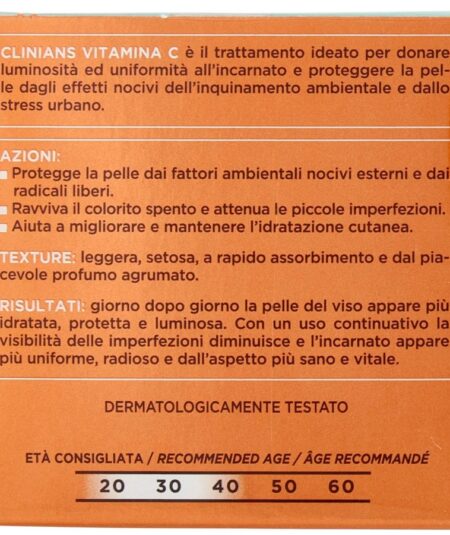 CLINIANS VITAMINA C è il trattamento ideato per donare
luminosità ed uniformità all'incarnato e proteggere la pel-
le dagli effetti nocivi dell'inquinamento ambientale e dallo
stress urbano.
AZIONI:
Protegge la pelle dai fattori ambientali nocivi esterni e dai
radicali liberi.
Ravviva il colorito spento e attenua le piccole imperfezioni.
Aiuta a migliorare e mantenere l'idratazione cutanea.
TEXTURE: leggera, setosa, a rapido assorbimento e dal pia-
cevole profumo agrumato.
RISULTATI: giorno dopo giorno la pelle del viso appare più
idratata, protetta e luminosa. Con un uso continuativo la
visibilità delle imperfezioni diminuisce e l'incarnato appare
più uniforme, radioso e dall'aspetto più sano e vitale.
DERMATOLOGICAMENTE TESTATO
ETÀ CONSIGLIATA / RECOMMENDED AGE / ÂGE RECOMMANDÉ
20 30 40 50 60